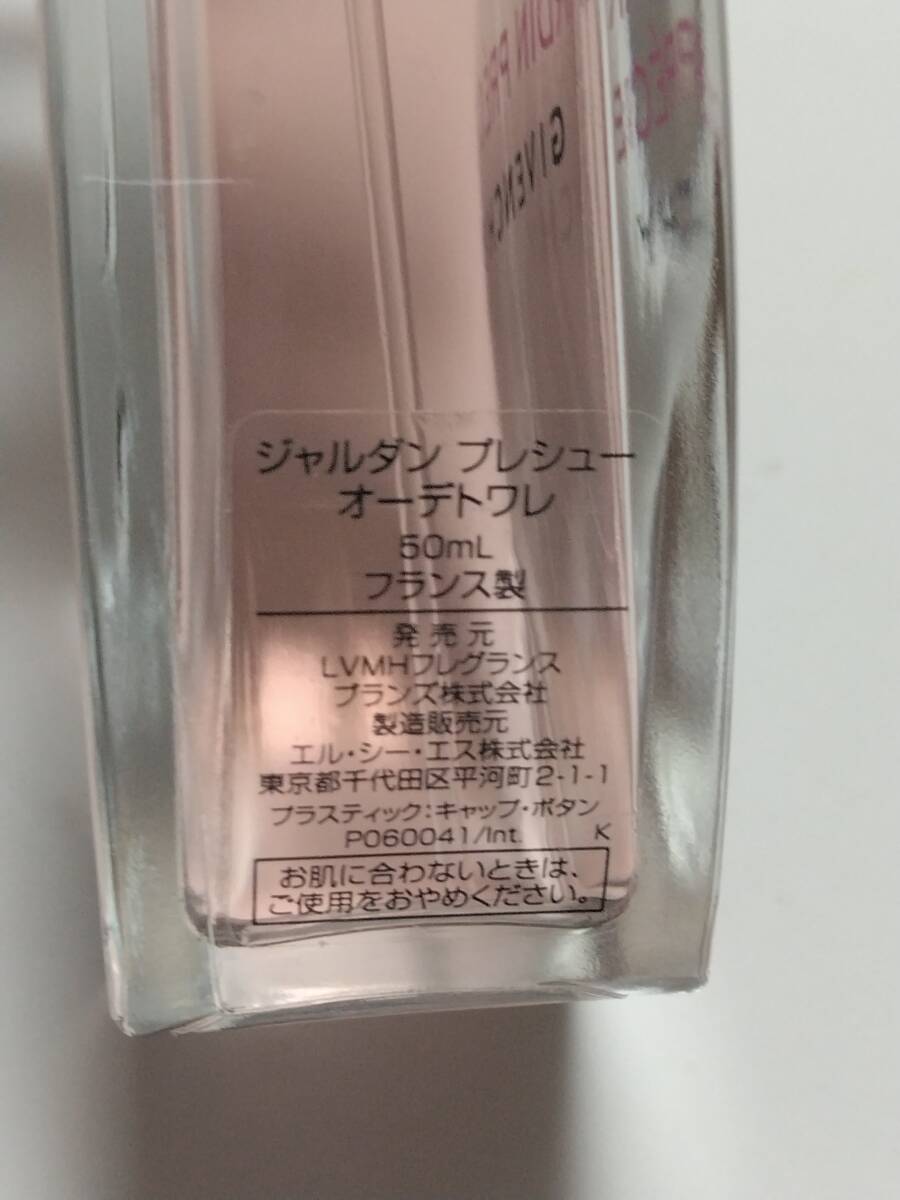 GIVENC
ジャルダン プレシュー
オーデトワレ
50mL
フランス製
発売元
LVMHフレグランス
ブランズ株式会社
製造販売元
エル・シー・エス株式会社
東京都千代田区平河町2-1-1
プラスティック:キャップ・ボタン
P060041/Int. K
お肌に合わないときは、
ご使用をおやめください。